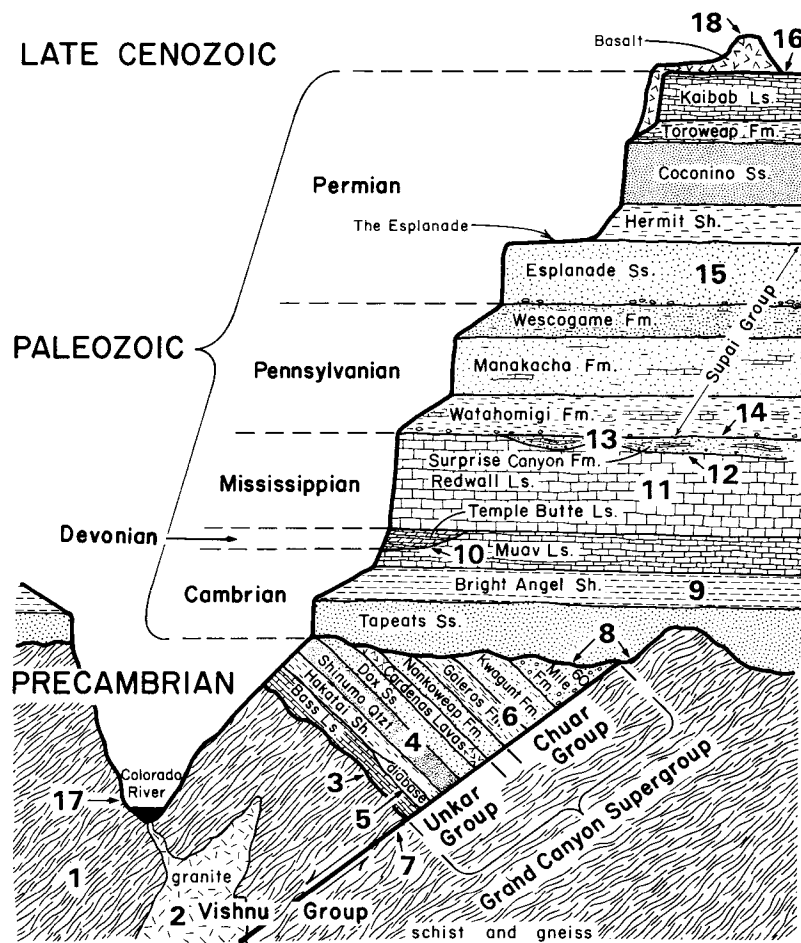 LATE CENOZOIC
18
16
Basalt
Kaibab Ls.
Toroweap Fm.
Coconino Ss.
Permian
The Esplanade
Hermit Sh.
Esplanade Ss.
15
Wescogame Fm.
PALEOZOIC
Supai Group
Pennsylvanian
Manakacha Fm.
Watahomigi Fm.
14
13
Surprise Canyon Fm.
12
Mississippian
Redwall Ls.
11
Temple Butte Ls.
Devonian
10
Muav Ls.
Bright Angel Sh.
9
Cambrian
Tapeats Ss.
8
PRECAMBRIAN
Bass Ls.
Hakatai Sh.
Shinumo Qtzt.
Dox Ss.
Cardenas Lavas
Nankoweap Fm.
Galeros Fm.
Kwagunt Fm.
Sixty Mile Fm.
6
4
diabase
3
5
7
Unkar Group
Chuar Group
Grand Canyon Supergroup
Colorado River
17
1
granite
2
Vishnu Group
schist and gneiss